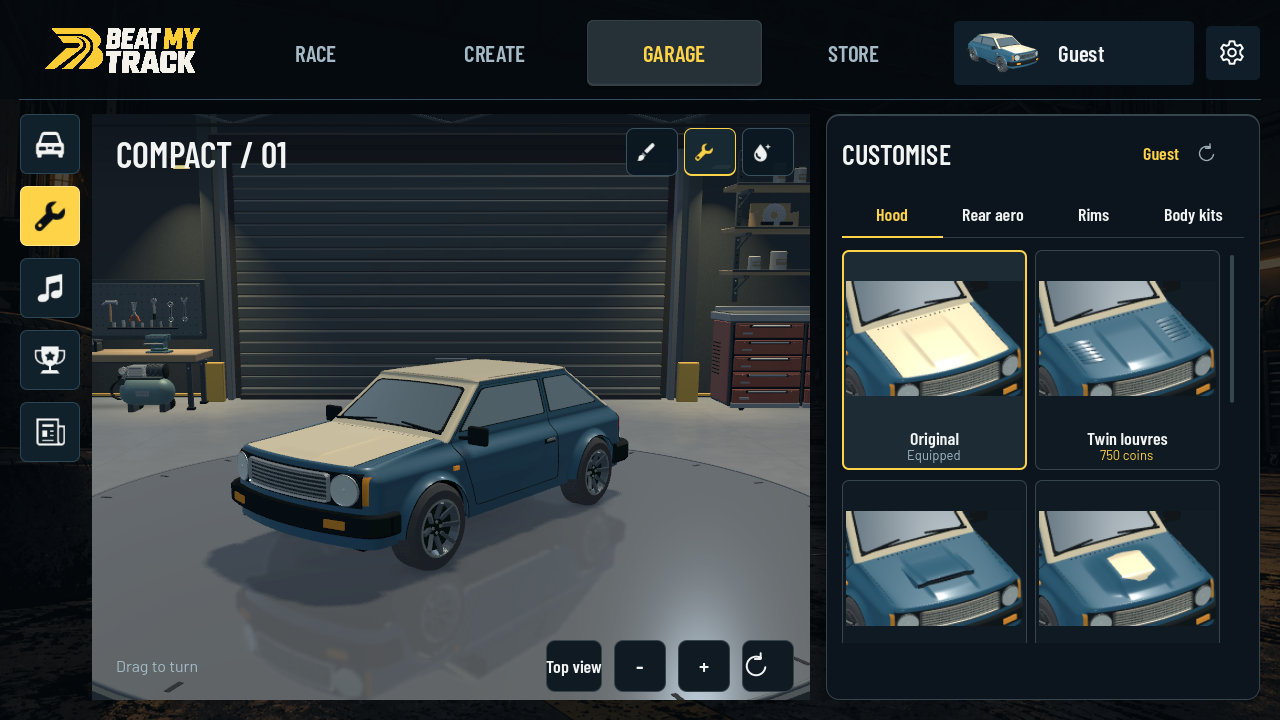 BEAT MY
TRACK
RACE
CREATE
GARAGE
STORE
Guest
COMPACT / 01
CUSTOMISE
Guest
Hood
Rear aero
Rims
Body kits
Original
Equipped
Twin louvres
750 coins
Drag to turn
Top view
-
+